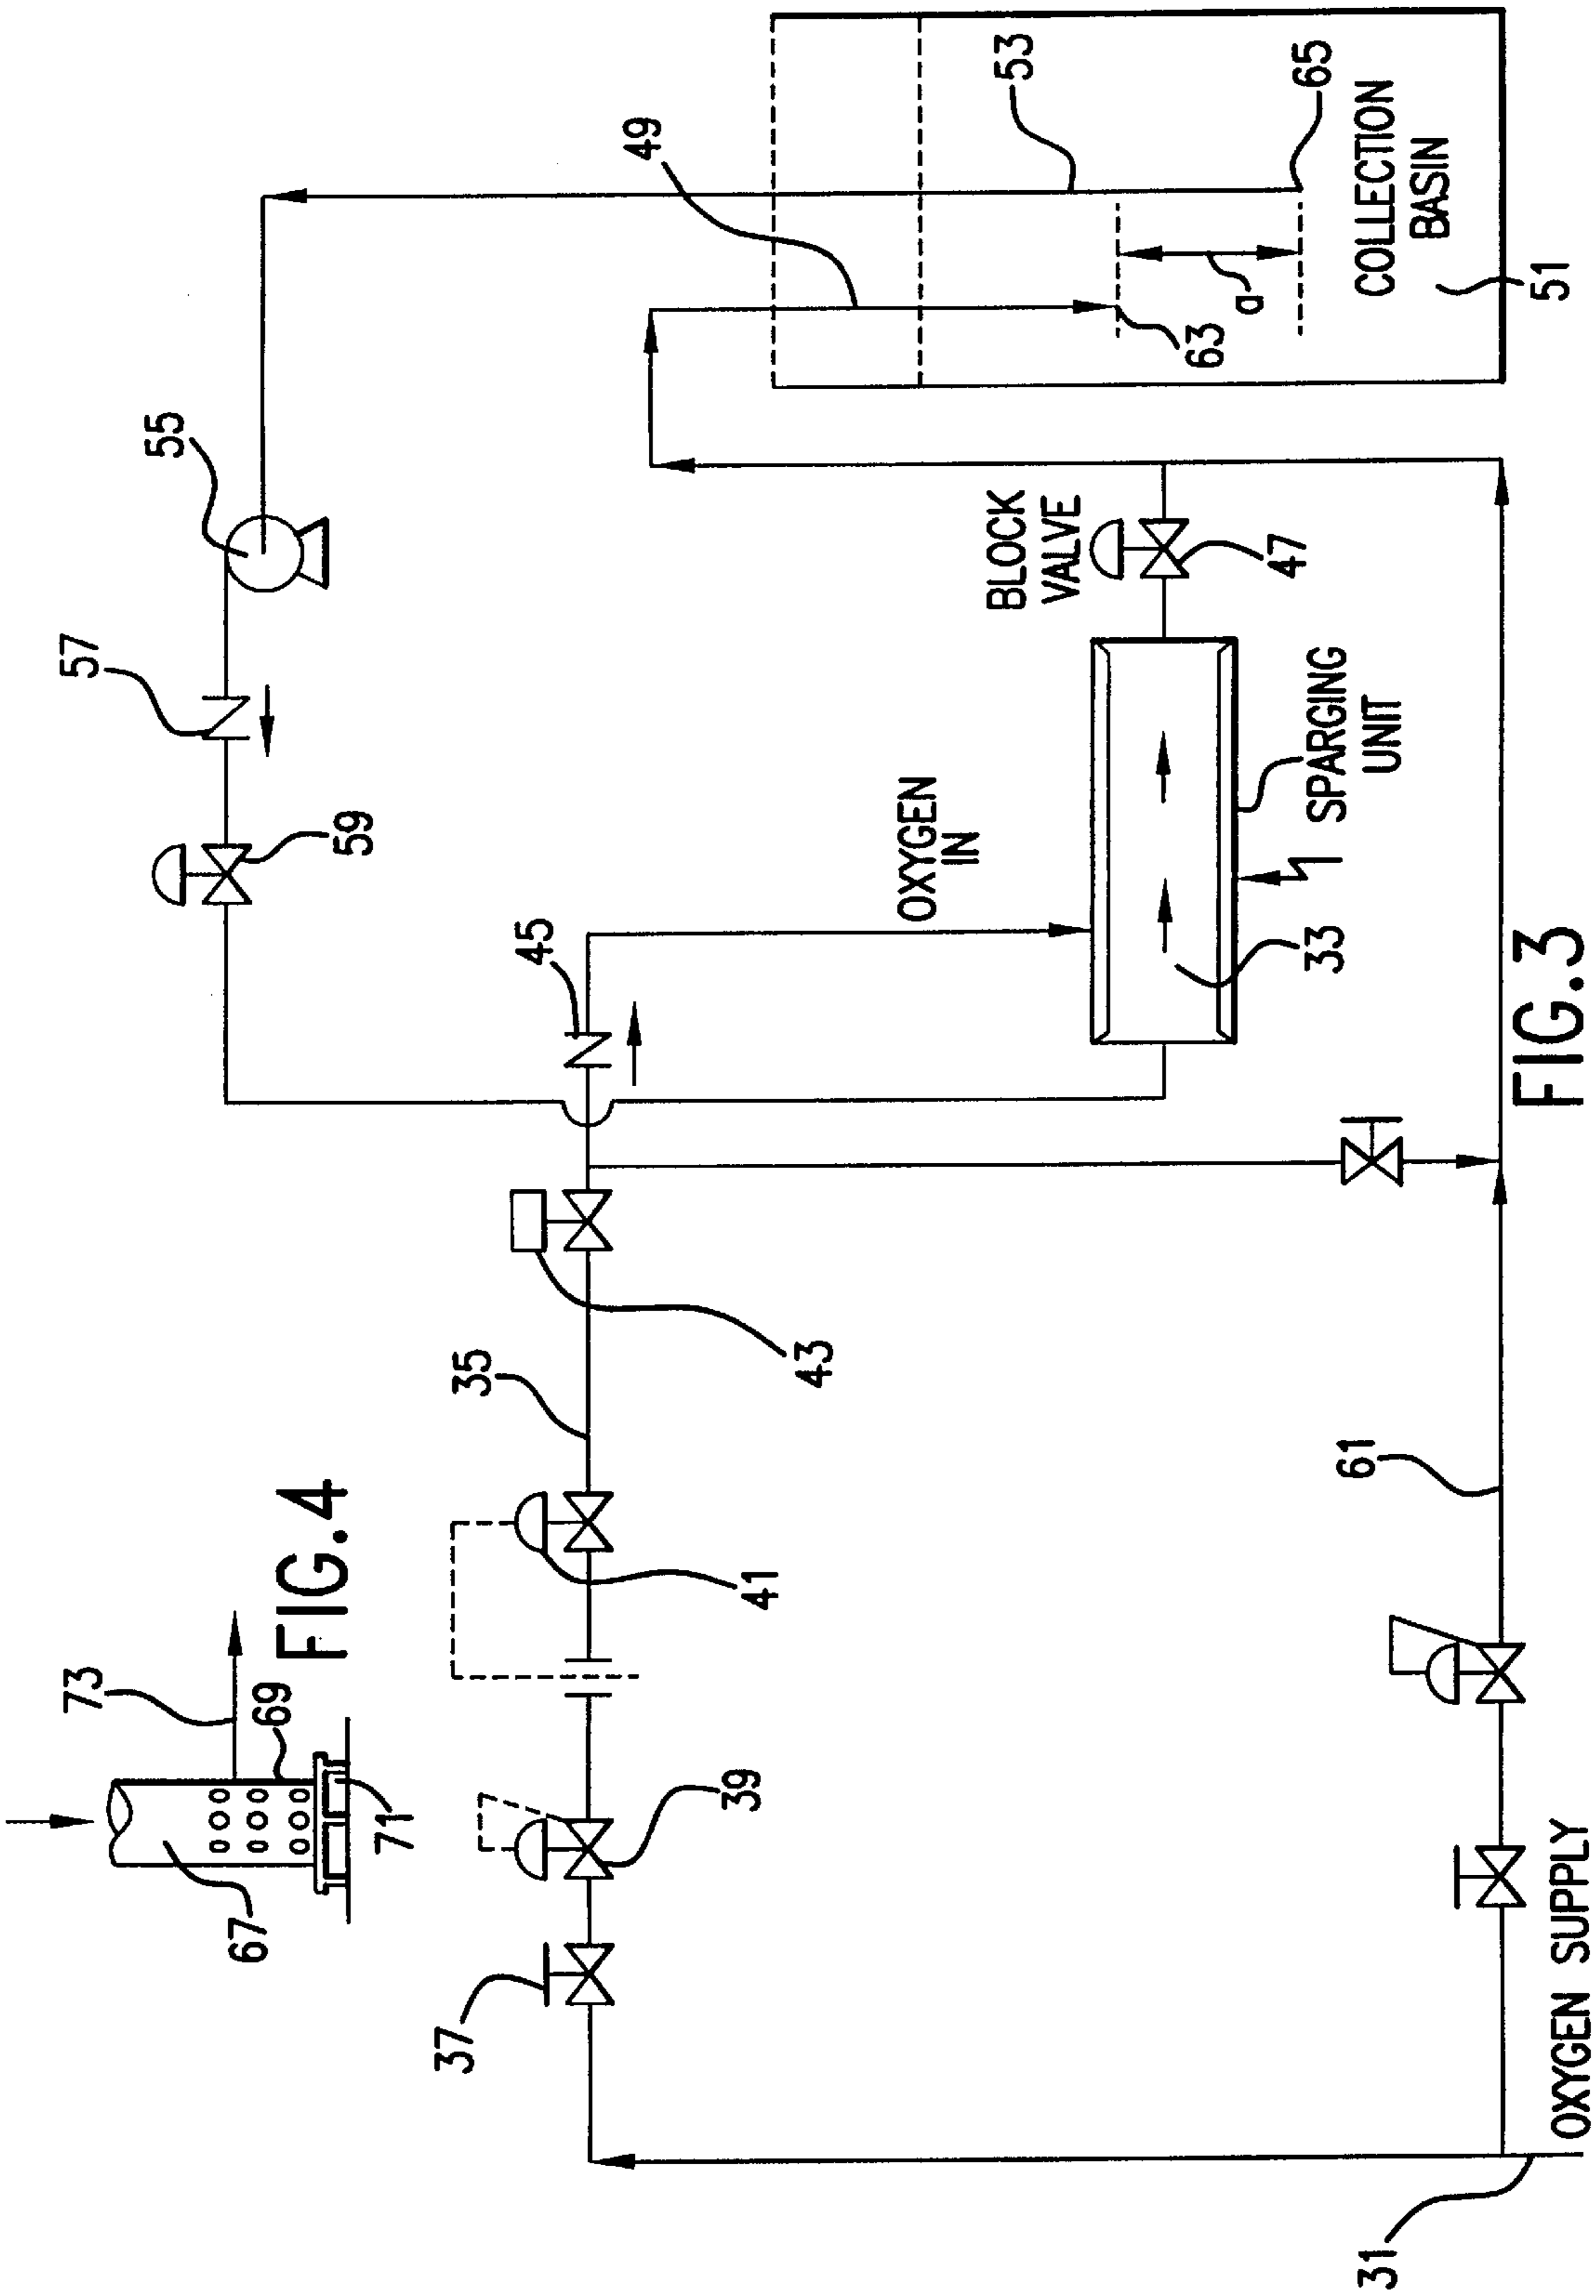 53
65
49
COLLECTION
BASIN
a
63
51
55
BLOCK
VALVE
47
57
SPARGING
UNIT
OXYGEN
IN
59
45
1
33
FIG.3
43
35
61
FIG.4
41
73
69
39
71
67
37
OXYGEN SUPPLY
31